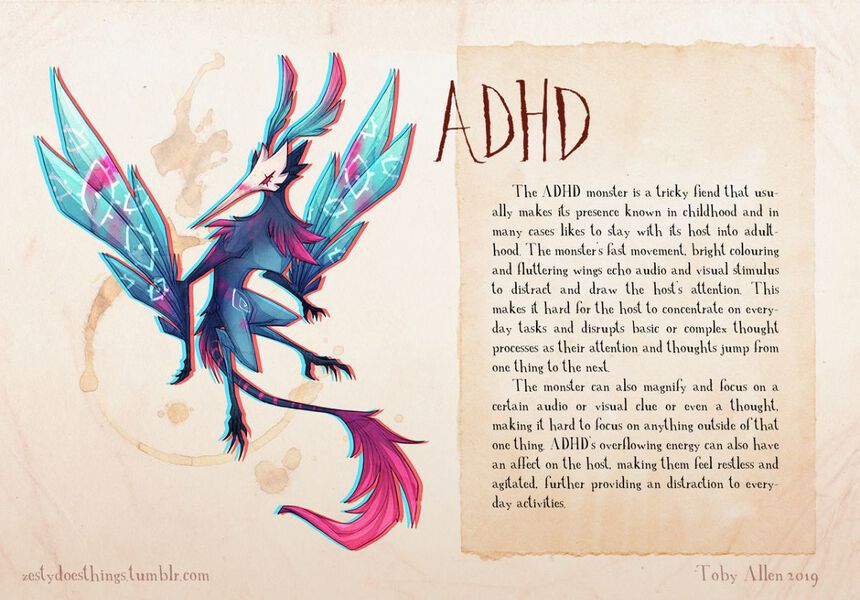 ADHD
The ADHD monster is a tricky fiend that usu-
ally makes its presence known in childhood and in
many cases likes to stay with its host into adult-
hood. The monster's fast movement, bright colouring
and fluttering wings echo audio and visual stimulus
to distract and draw the host's attention. This
makes it hard for the host to concentrate on every-
day tasks and disrupts basic or complex thought
processes as their attention and thoughts jump from
one thing to the next.
The monster can also magnify and focus on a
certain audio or visual clue or even a thought,
making it hard to focus on anything outside of that
one thing. ADHD's overflowing energy can also have
an affect on the host, making them feel restless and
agitated, further providing an distraction to every-
day activities.
zestydoesthings.tumblr.com
Toby Allen 2019